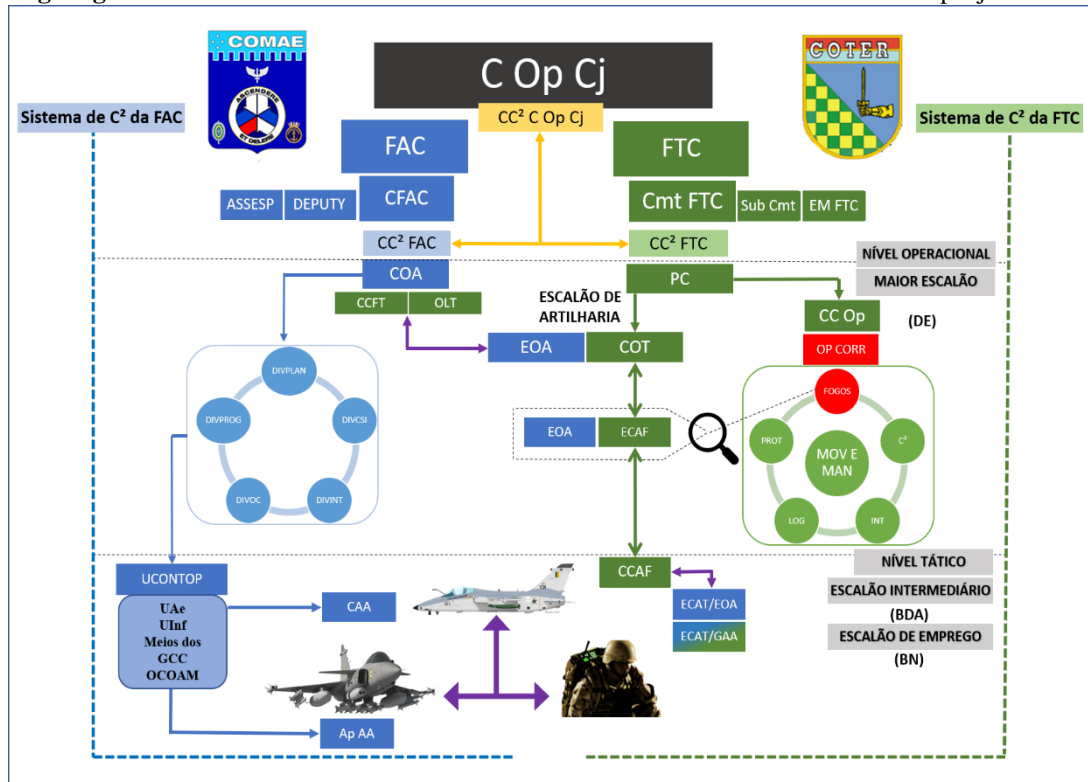 COMAE
ASCENDERE
ET DELERE
C Op Cj
COTER
Sistema de C² da FAC
CC² C Op Cj
Sistema de C² da FTC
FAC
FTC
ASSESP
DEPUTY
CFAC
Cmt FTC
Sub Cmt
EM FTC
CC² FAC
CC² FTC
NÍVEL OPERACIONAL
COA
PC
MAIOR ESCALÃO
CCFT
OLT
ESCALÃO DE
ARTILHARIA
CC Op
(DE)
EOA
COT
OP CORR
DIVPLAN
FOGOS
DIVPROG
DIVCSI
EOA
ECAF
PROT
C²
MOV E
MAN
DIVOC
DIVINT
LOG
INT
NÍVEL TÁTICO
UCONTOP
CCAF
ESCALÃO INTERMEDIÁRIO
(BDA)
UAe
UInf
Meios dos
GCC
OCOAM
CAA
ECAT/EOA
ECAT/GAA
ESCALÃO DE EMPREGO
(BN)
Ap AA